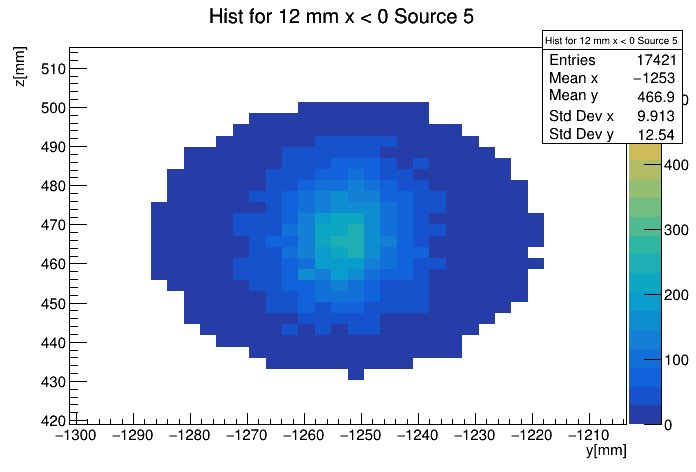 Hist for 12 mm x < 0 Source 5
Hist for 12 mm x < 0 Source 5
Entries 17421
Mean x −1253
Mean y 466.9
Std Dev x 9.913
Std Dev y 12.54
z[mm]
510
500
490
480
470
460
450
440
430
420
−1300 −1290 −1280 −1270 −1260 −1250 −1240 −1230 −1220 −1210
y[mm]
400
300
200
100
0